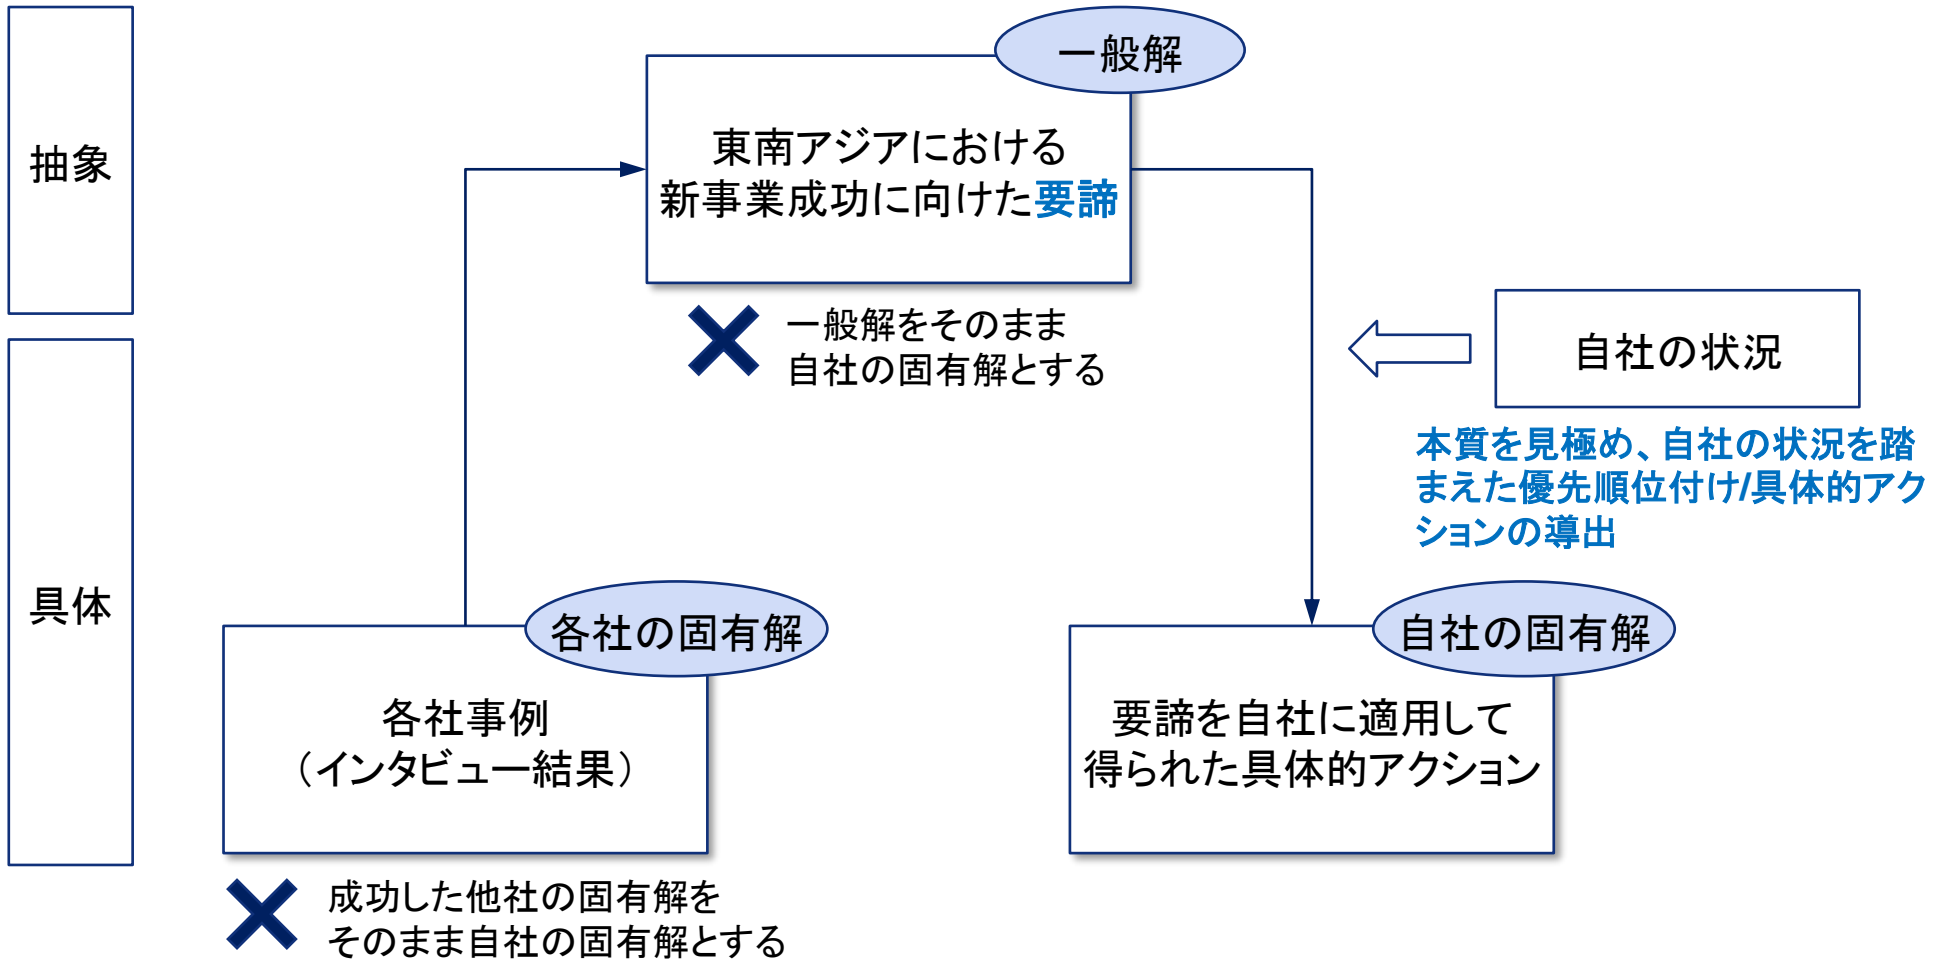 抽象
一般解
東南アジアにおける
新事業成功に向けた要諦
一般解をそのまま
自社の固有解とする
自社の状況
本質を見極め、自社の状況を踏
まえた優先順位付け/具体的アク
ションの導出
具体
各社の固有解
各社事例
（インタビュー結果）
成功した他社の固有解を
そのまま自社の固有解とする
自社の固有解
要諦を自社に適用して
得られた具体的アクション